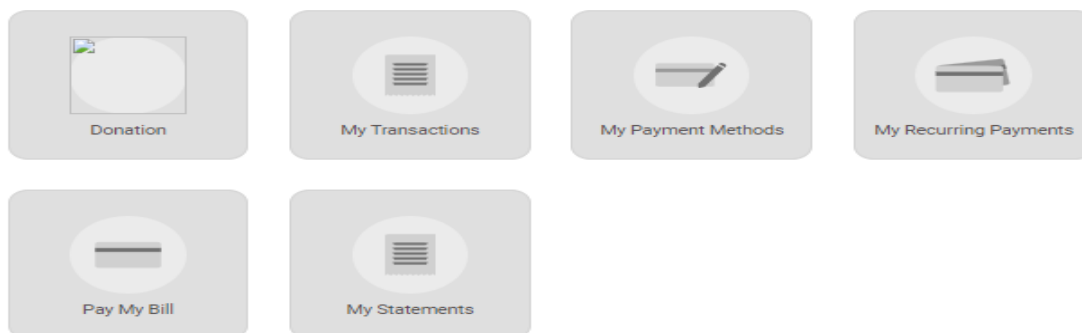 Donation
My Transactions
My Payment Methods
My Recurring Payments
Pay My Bill
My Statements